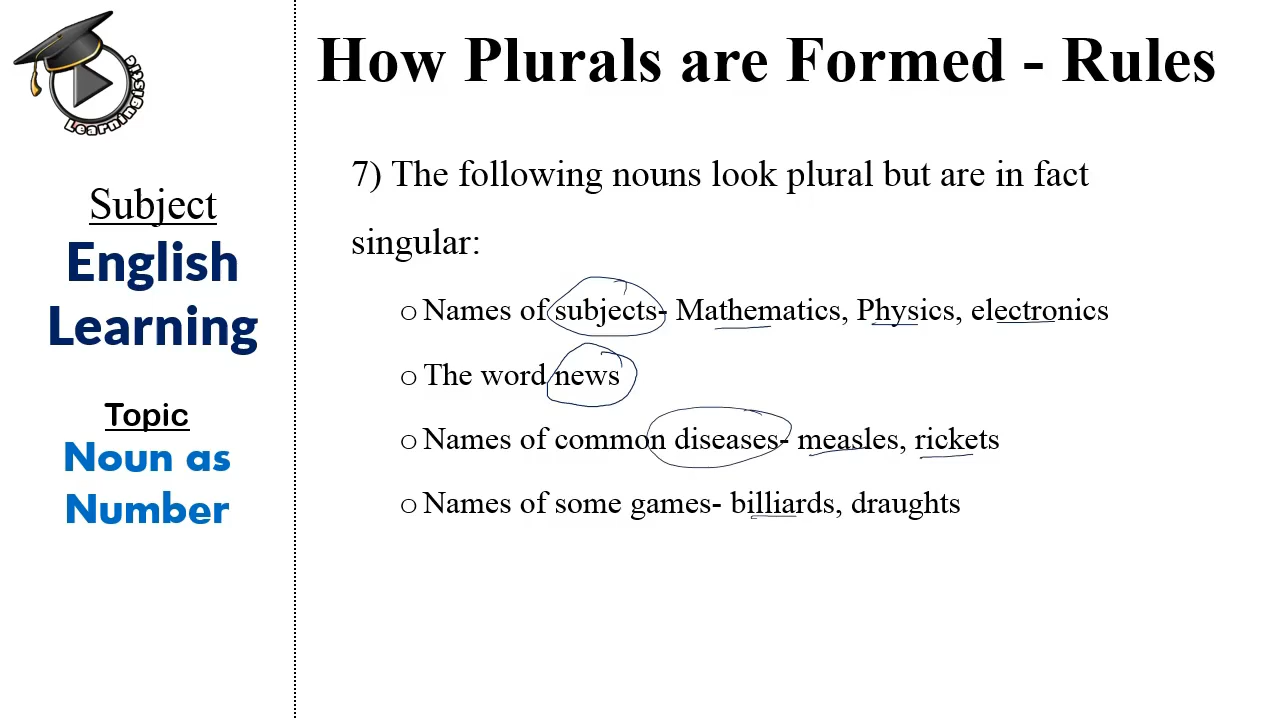 Learningista
How Plurals are Formed - Rules
Subject
English
Learning
Topic
Noun as
Number
7) The following nouns look plural but are in fact
singular:
o Names of subjects- Mathematics, Physics, electronics
o The word news
o Names of common diseases- measles, rickets
o Names of some games- billiards, draughts